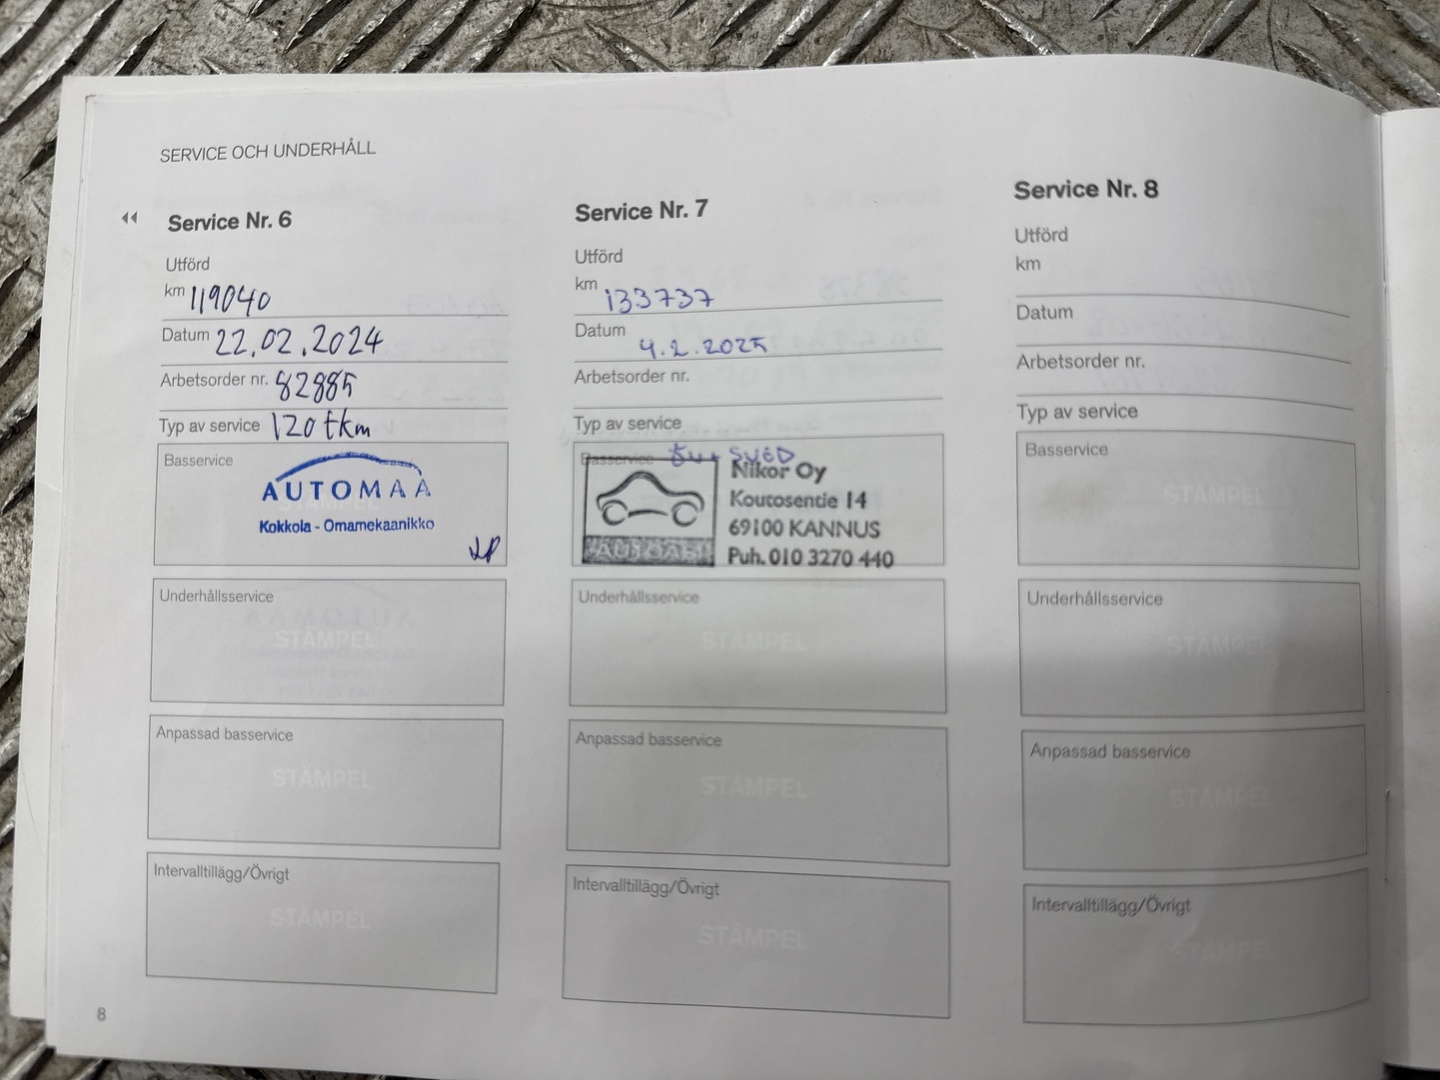 SERVICE OCH UNDERHÅLL
Service Nr. 6
Utförd
km 119040
Datum 22.02.2024
Arbetsorder nr. 82885
Typ av service 120 tkm
Basservice
AUTOMAA
Kokkola - Omamekaanikko
Underhållsservice
STÄMPEL
Anpassad basservice
STÄMPEL
Intervalltillägg/Övrigt
STÄMPEL
Service Nr. 7
Utförd
km 133737
Datum 4.2.2025
Arbetsorder nr.
Typ av service
Basservice
Nikor Oy
Koutosentie 14
69100 KANNUS
Puh. 010 3270 440
Underhållsservice
STÄMPEL
Anpassad basservice
STÄMPEL
Intervalltillägg/Övrigt
STÄMPEL
Service Nr. 8
Utförd
km
Datum
Arbetsorder nr.
Typ av service
Basservice
STÄMPEL
Underhållsservice
STÄMPEL
Anpassad basservice
STÄMPEL
Intervalltillägg/Övrigt
STÄMPEL
8